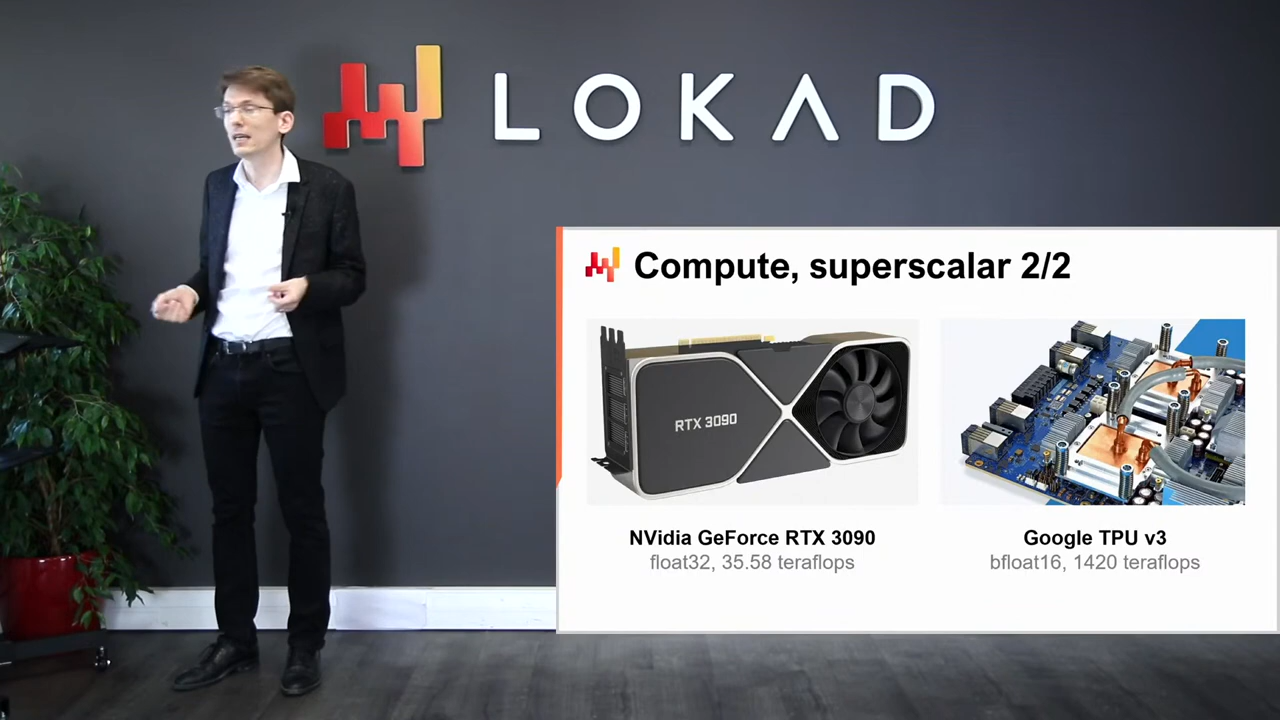 LOKAD
Compute, superscalar 2/2
RTX 3090
NVidia GeForce RTX 3090
float32, 35.58 teraflops
Google TPU v3
bfloat16, 1420 teraflops